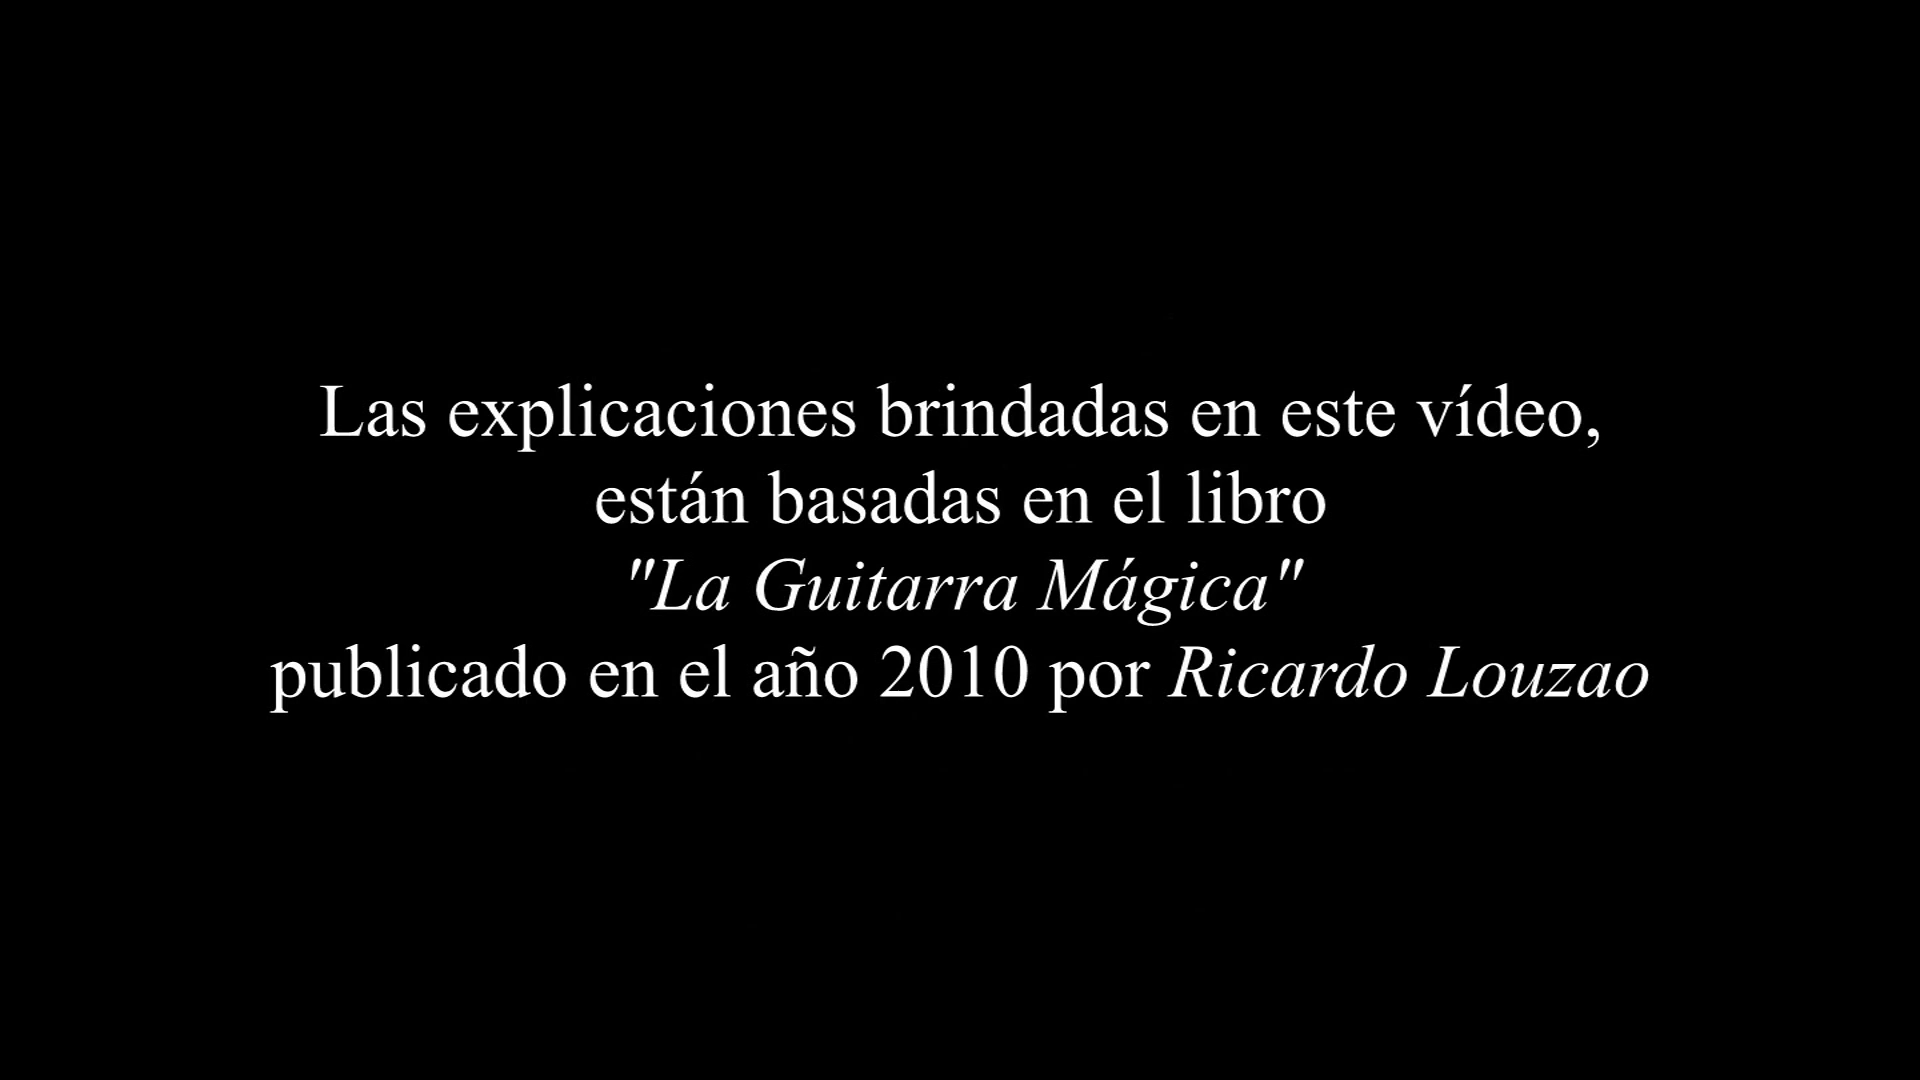 Las explicaciones brindadas en este vídeo,
están basadas en el libro
"La Guitarra Mágica"
publicado en el año 2010 por Ricardo Louzao